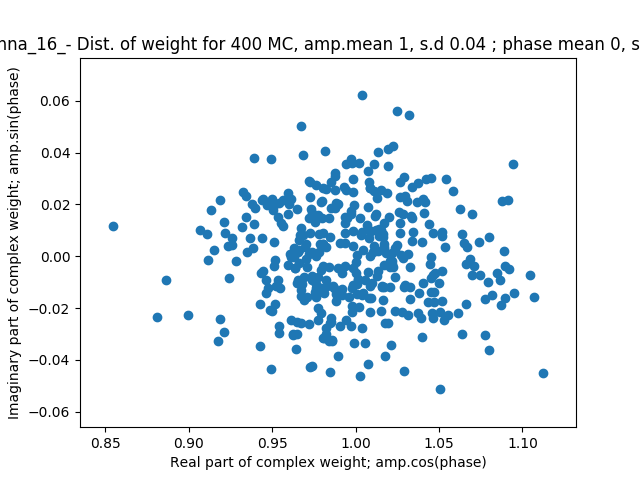 nna_16_- Dist. of weight for 400 MC, amp.mean 1, s.d 0.04 ; phase mean 0, s
Imaginary part of complex weight; amp.sin(phase)
0.06
0.04
0.02
0.00
−0.02
−0.04
−0.06
0.85 0.90 0.95 1.00 1.05 1.10
Real part of complex weight; amp.cos(phase)